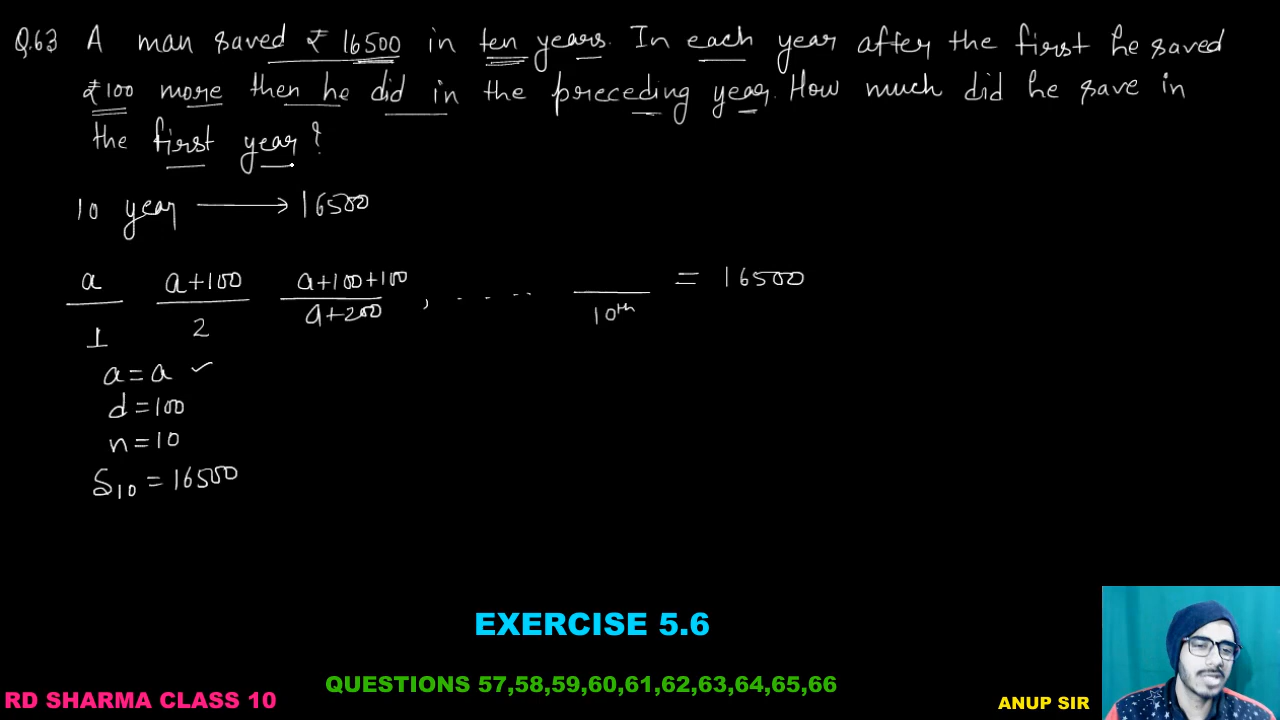 Q.63 A man saved ₹ 16500 in ten years. In each year after the first he saved
₹100 more then he did in the preceding year. How much did he save in
the first year?
10 year ⟶ 16500
a/1 a+100/2 a+100+100/a+200 , ..... __/10th = 16500
a = a ✓
d = 100
n = 10
S10 = 16500
EXERCISE 5.6
QUESTIONS 57,58,59,60,61,62,63,64,65,66
RD SHARMA CLASS 10
ANUP SIR